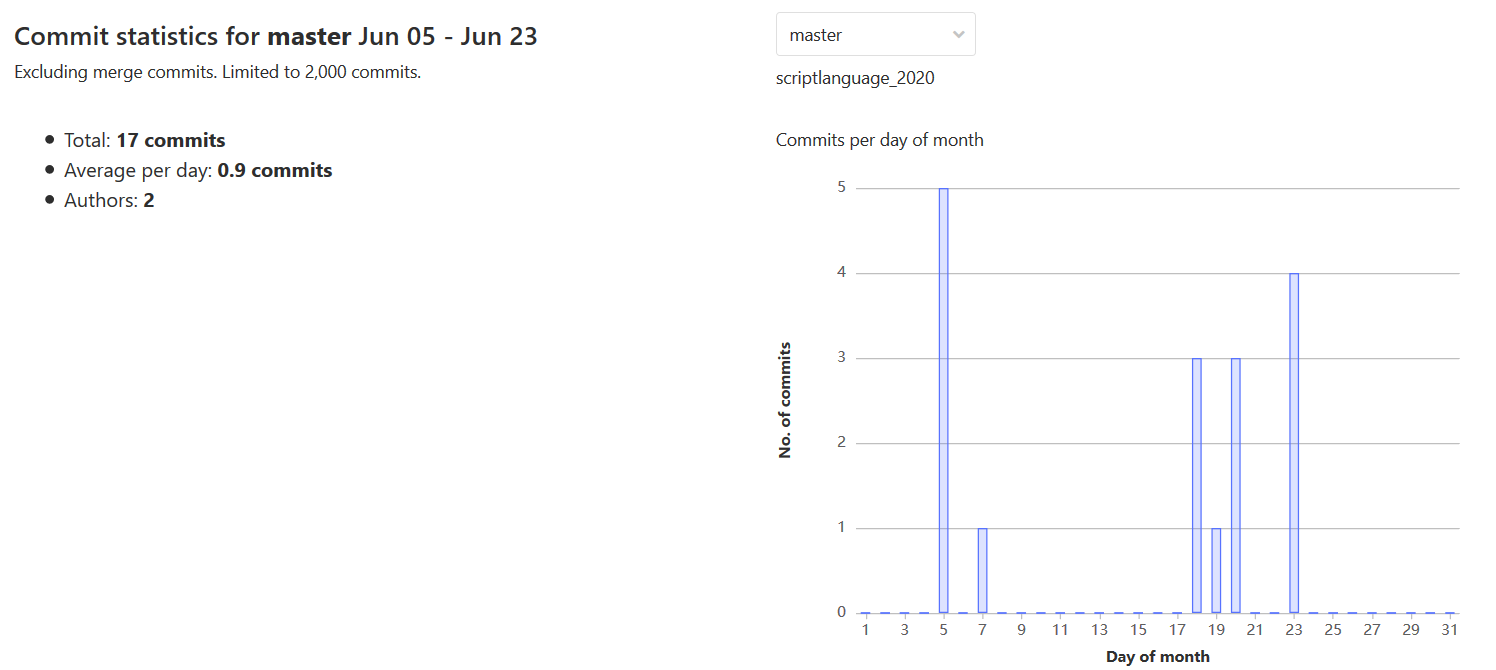 Commit statistics for master Jun 05 - Jun 23
Excluding merge commits. Limited to 2,000 commits.
Total: 17 commits
Average per day: 0.9 commits
Authors: 2
master
scriptlanguage_2020
Commits per day of month
No. of commits
5
4
3
2
1
0
1 3 5 7 9 11 13 15 17 19 21 23 25 27 29 31
Day of month